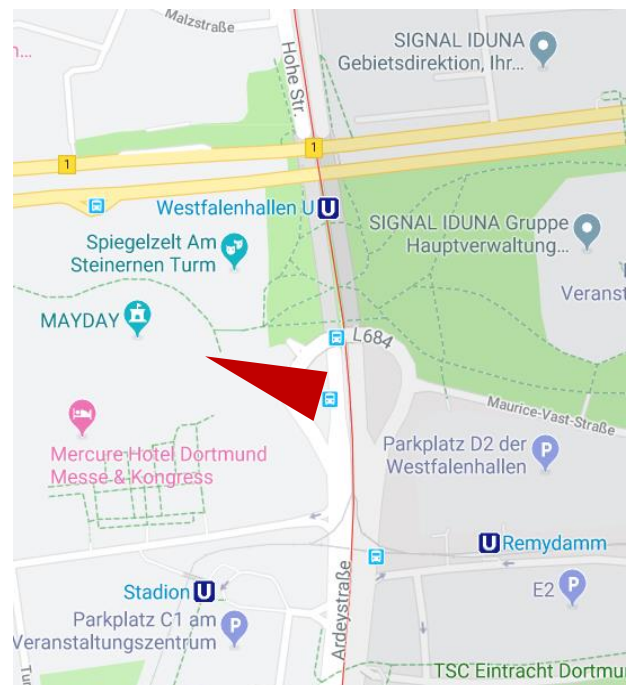 Malzstraße
n...
Hohe Str.
SIGNAL IDUNA
Gebietsdirektion, Ihr...
1
1
Westfalenhallen U
U
Spiegelzelt Am
Steinernen Turm
SIGNAL IDUNA Gruppe
Hauptverwaltung...
Veranst
MAYDAY
L684
Maurice-Vast-Straße
Mercure Hotel Dortmund
Messe & Kongress
Parkplatz D2 der
Westfalenhallen
P
U
Remydamm
Stadion
U
E2
P
Parkplatz C1 am
Veranstaltungszentrum
P
Ardeystraße
Tur
TSC Eintracht Dortmu